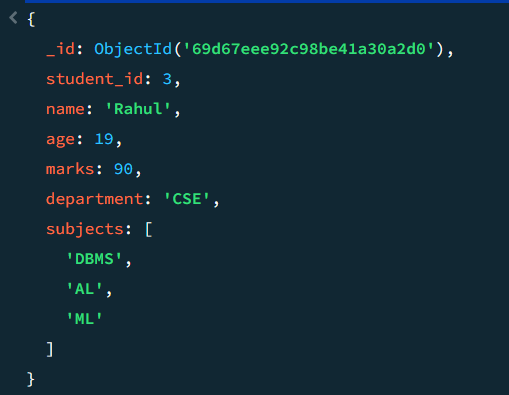 {
_id: ObjectId('69d67eee92c98be41a30a2d0'),
student_id: 3,
name: 'Rahul',
age: 19,
marks: 90,
department: 'CSE',
subjects: [
'DBMS',
'AL',
'ML'
]
}